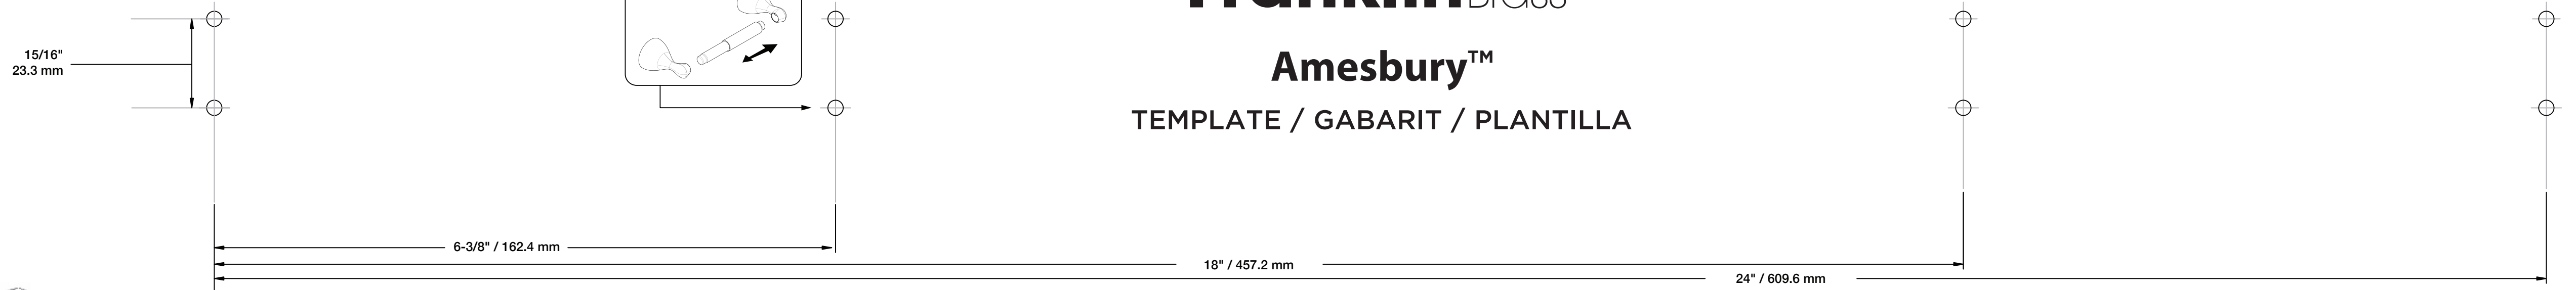 FranklinBrass
15/16"
23.3 mm
Amesbury™
TEMPLATE / GABARIT / PLANTILLA
6-3/8" / 162.4 mm
18" / 457.2 mm
24" / 609.6 mm